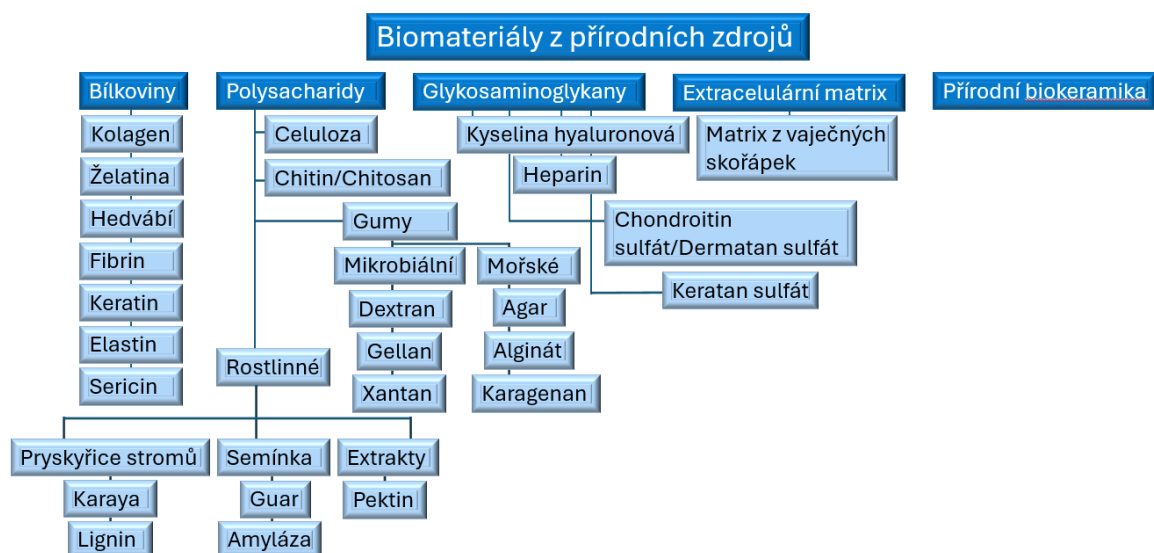 Biomateriály z přírodních zdrojů
Bílkoviny
Kolagen
Želatina
Hedvábí
Fibrin
Keratin
Elastin
Sericin
Polysacharidy
Celuloza
Chitin/Chitosan
Gumy
Mikrobiální
Dextran
Gellan
Xantan
Mořské
Agar
Alginát
Karagenan
Rostlinné
Pryskyřice stromů
Karaya
Lignin
Semínka
Guar
Amyláza
Extrakty
Pektin
Glykosaminoglykany
Kyselina hyaluronová
Heparin
Chondroitin
sulfát/Dermatan sulfát
Keratan sulfát
Extracelulární matrix
Matrix z vaječných
skořápek
Přírodní biokeramika